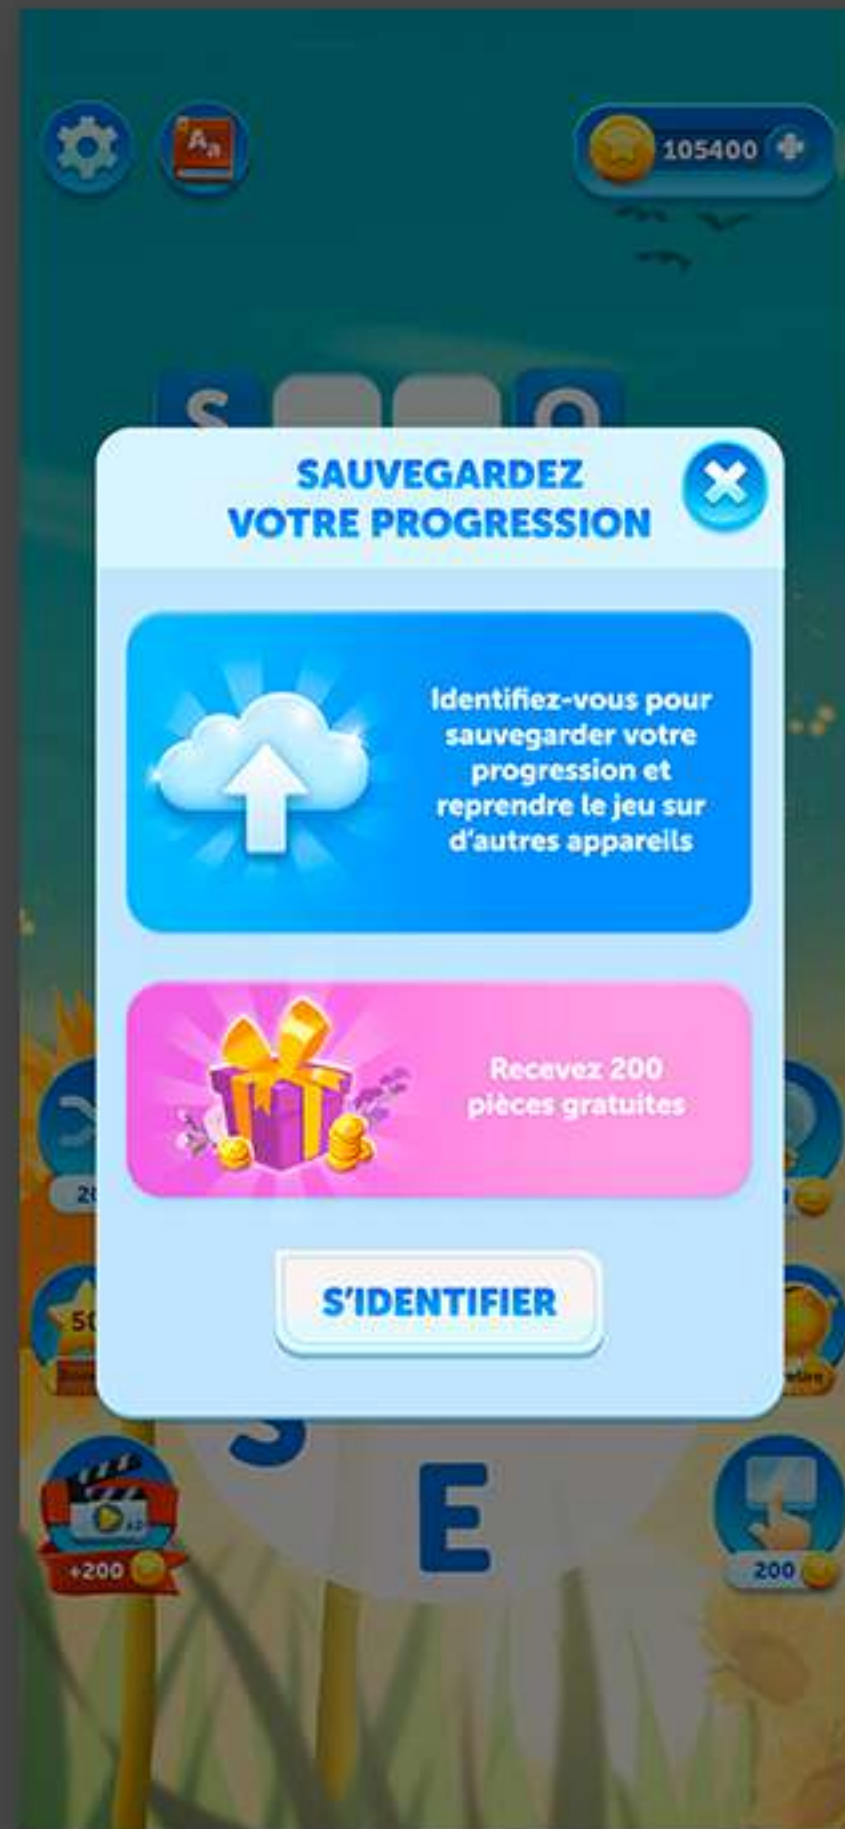 Aa
105400
S O
SAUVEGARDEZ
VOTRE PROGRESSION
Identifiez-vous pour
sauvegarder votre
progression et
reprendre le jeu sur
d'autres appareils
Recevez 200
pièces gratuites
S'IDENTIFIER
S
E
+200
200